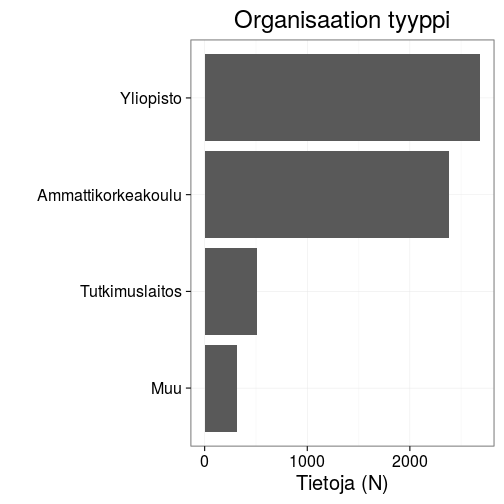 Organisaation tyyppi
Yliopisto
Ammattikorkeakoulu
Tutkimuslaitos
Muu
0 1000 2000
Tietoja (N)